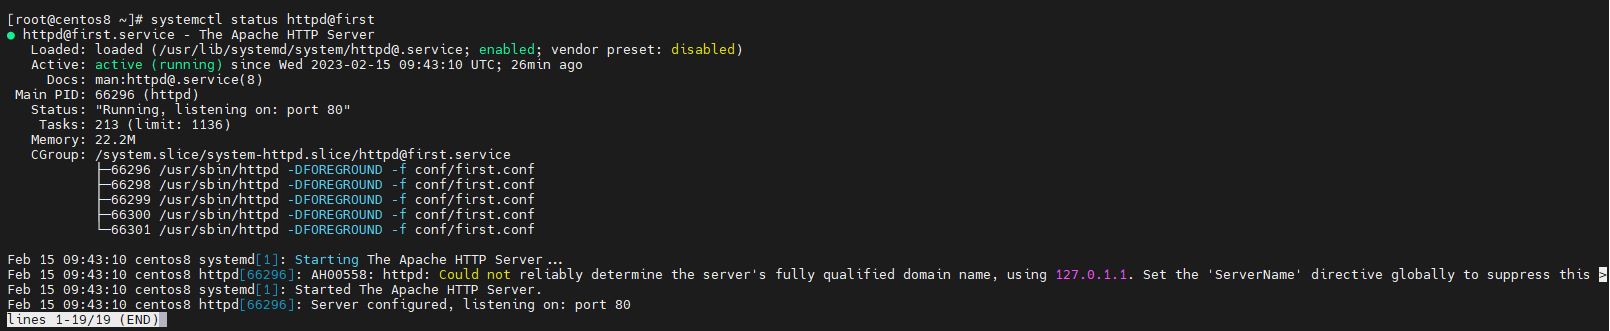 [root@centos8 ~]# systemctl status httpd@first
● httpd@first.service - The Apache HTTP Server
   Loaded: loaded (/usr/lib/systemd/system/httpd@.service; enabled; vendor preset: disabled)
   Active: active (running) since Wed 2023-02-15 09:43:10 UTC; 26min ago
     Docs: man:httpd@.service(8)
 Main PID: 66296 (httpd)
   Status: "Running, listening on: port 80"
    Tasks: 213 (limit: 1136)
   Memory: 22.2M
   CGroup: /system.slice/system-httpd.slice/httpd@first.service
           ├─66296 /usr/sbin/httpd -DFOREGROUND -f conf/first.conf
           ├─66298 /usr/sbin/httpd -DFOREGROUND -f conf/first.conf
           ├─66299 /usr/sbin/httpd -DFOREGROUND -f conf/first.conf
           ├─66300 /usr/sbin/httpd -DFOREGROUND -f conf/first.conf
           └─66301 /usr/sbin/httpd -DFOREGROUND -f conf/first.conf

Feb 15 09:43:10 centos8 systemd[1]: Starting The Apache HTTP Server...
Feb 15 09:43:10 centos8 httpd[66296]: AH00558: httpd: Could not reliably determine the server's fully qualified domain name, using 127.0.1.1. Set the 'ServerName' directive globally to suppress this >
Feb 15 09:43:10 centos8 systemd[1]: Started The Apache HTTP Server.
Feb 15 09:43:10 centos8 httpd[66296]: Server configured, listening on: port 80
lines 1-19/19 (END)